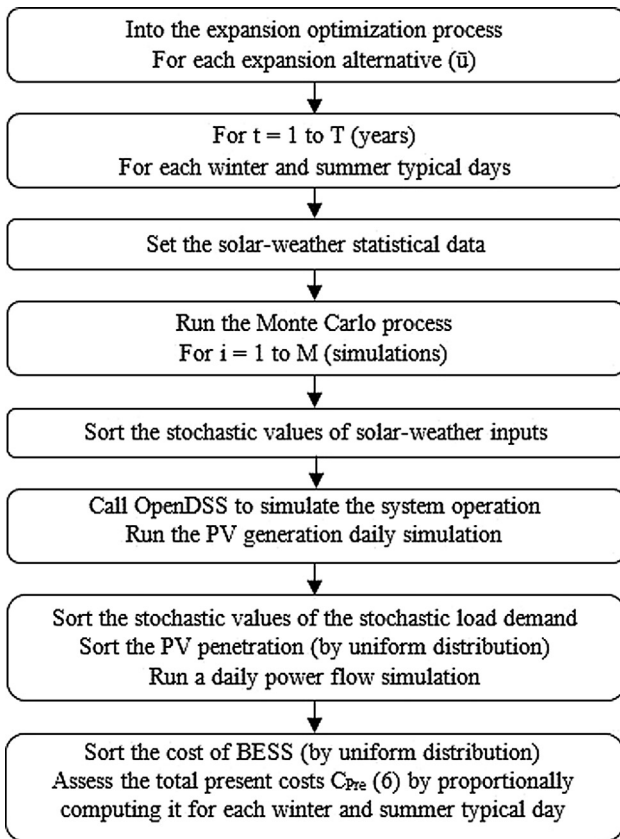 Into the expansion optimization process
For each expansion alternative (ū)
For t = 1 to T (years)
For each winter and summer typical days
Set the solar-weather statistical data
Run the Monte Carlo process
For i = 1 to M (simulations)
Sort the stochastic values of solar-weather inputs
Call OpenDSS to simulate the system operation
Run the PV generation daily simulation
Sort the stochastic values of the stochastic load demand
Sort the PV penetration (by uniform distribution)
Run a daily power flow simulation
Sort the cost of BESS (by uniform distribution)
Assess the total present costs C_Pre (6) by proportionally
computing it for each winter and summer typical day